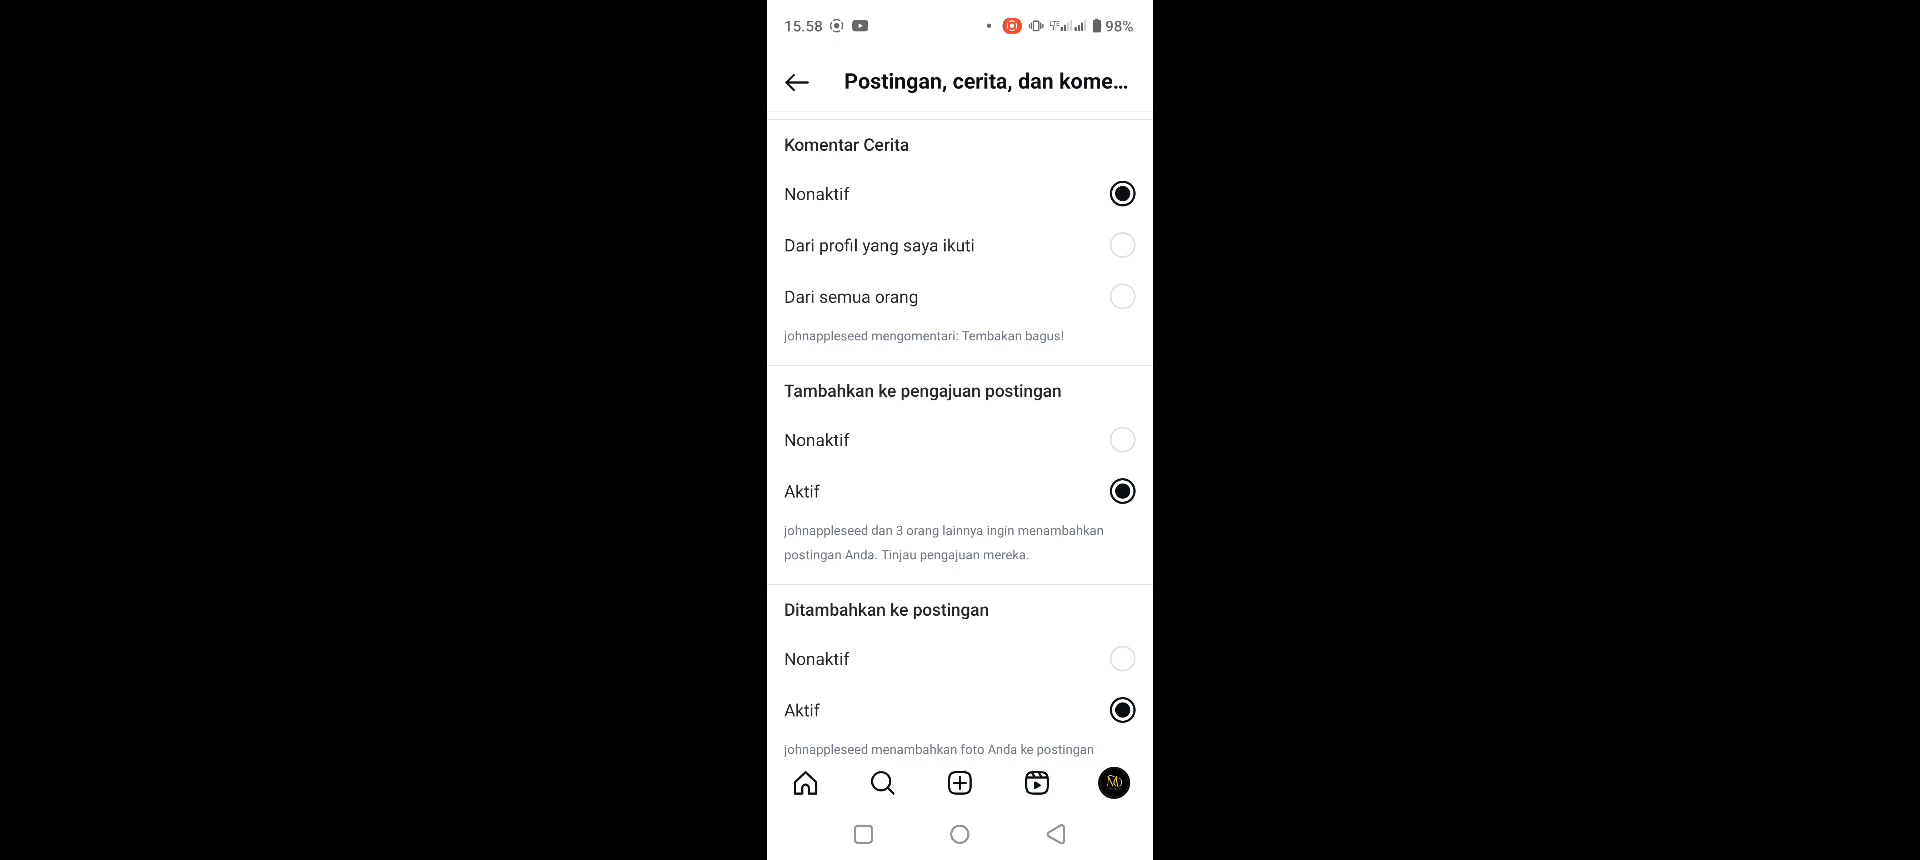 15.58
98%
Postingan, cerita, dan kome...
Komentar Cerita
Nonaktif
Dari profil yang saya ikuti
Dari semua orang
johnappleseed mengomentari: Tembakan bagus!
Tambahkan ke pengajuan postingan
Nonaktif
Aktif
johnappleseed dan 3 orang lainnya ingin menambahkan
postingan Anda. Tinjau pengajuan mereka.
Ditambahkan ke postingan
Nonaktif
Aktif
johnappleseed menambahkan foto Anda ke postingan